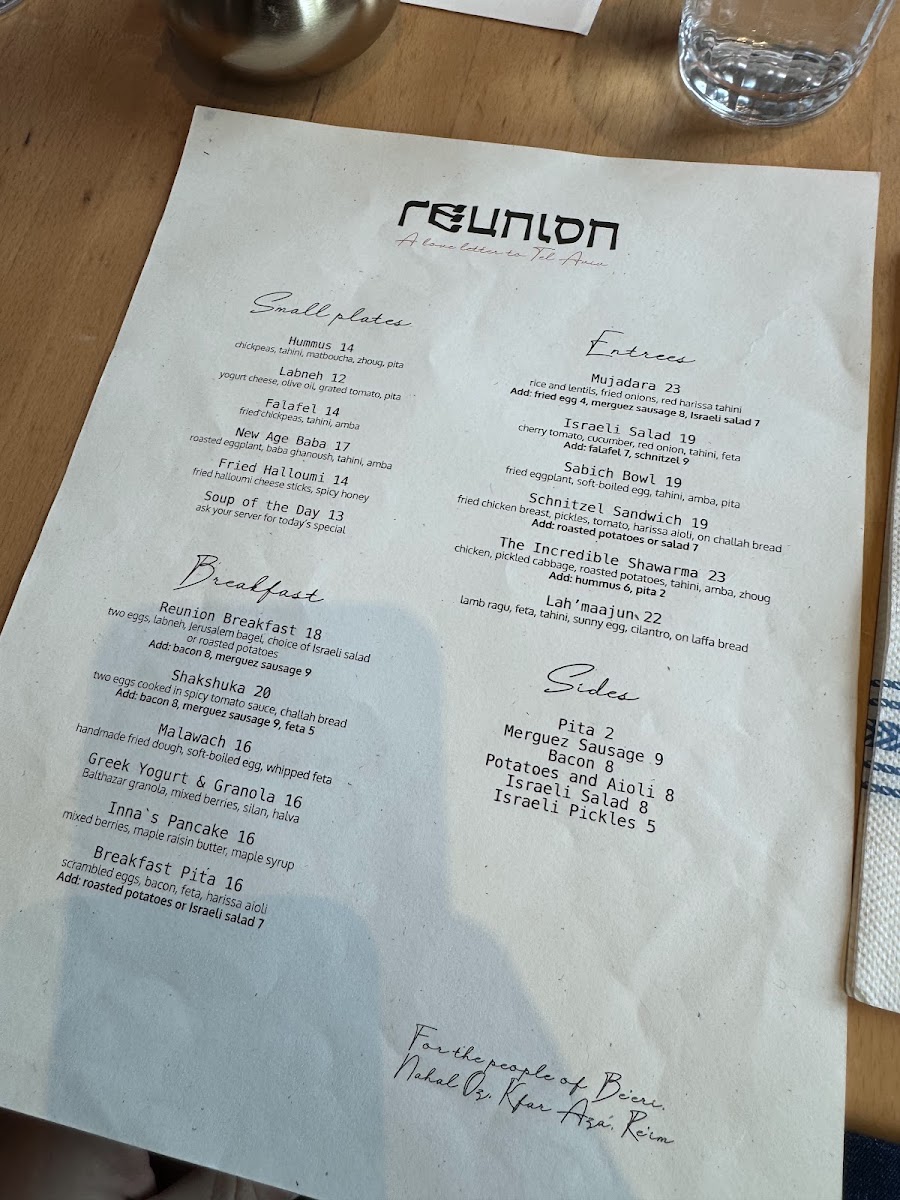 REUNION
A love letter to Tel Aviv
Small plates
Hummus 14
chickpeas, tahini, matboucha, zhoug, pita
Labneh 12
yogurt cheese, olive oil, grated tomato, pita
Falafel 14
fried chickpeas, tahini, amba
New Age Baba 17
roasted eggplant, baba ghanoush, tahini, amba
Fried Halloumi 14
fried halloumi cheese sticks, spicy honey
Soup of the Day 13
ask your server for today's special
Breakfast
Reunion Breakfast 18
two eggs, labneh, Jerusalem bagel, choice of Israeli salad
or roasted potatoes
Add: bacon 8, merguez sausage 9
Shakshuka 20
two eggs cooked in spicy tomato sauce, challah bread
Add: bacon 8, merguez sausage 9, feta 5
Malawach 16
handmade fried dough, soft-boiled egg, whipped feta
Greek Yogurt & Granola 16
Balthazar granola, mixed berries, silan, halva
Inna`s Pancake 16
mixed berries, maple raisin butter, maple syrup
Breakfast Pita 16
scrambled eggs, bacon, feta, harissa aioli
Add: roasted potatoes or Israeli salad 7
Entrees
Mujadara 23
rice and lentils, fried onions, red harissa tahini
Add: fried egg 4, merguez sausage 8, Israeli salad 7
Israeli Salad 19
cherry tomato, cucumber, red onion, tahini, feta
Add: falafel 7, schnitzel 9
Sabich Bowl 19
fried eggplant, soft-boiled egg, tahini, amba, pita
Schnitzel Sandwich 19
fried chicken breast, pickles, tomato, harissa aioli, on challah bread
Add: roasted potatoes or salad 7
The Incredible Shawarma 23
chicken, pickled cabbage, roasted potatoes, tahini, amba, zhoug
Add: hummus 6, pita 2
Lah'maajun 22
lamb ragu, feta, tahini, sunny egg, cilantro, on laffa bread
Sides
Pita 2
Merguez Sausage 9
Bacon 8
Potatoes and Aioli 8
Israeli Salad 8
Israeli Pickles 5
For the people of Be'eri,
Nahal Oz, Kfar Aza, Re'im